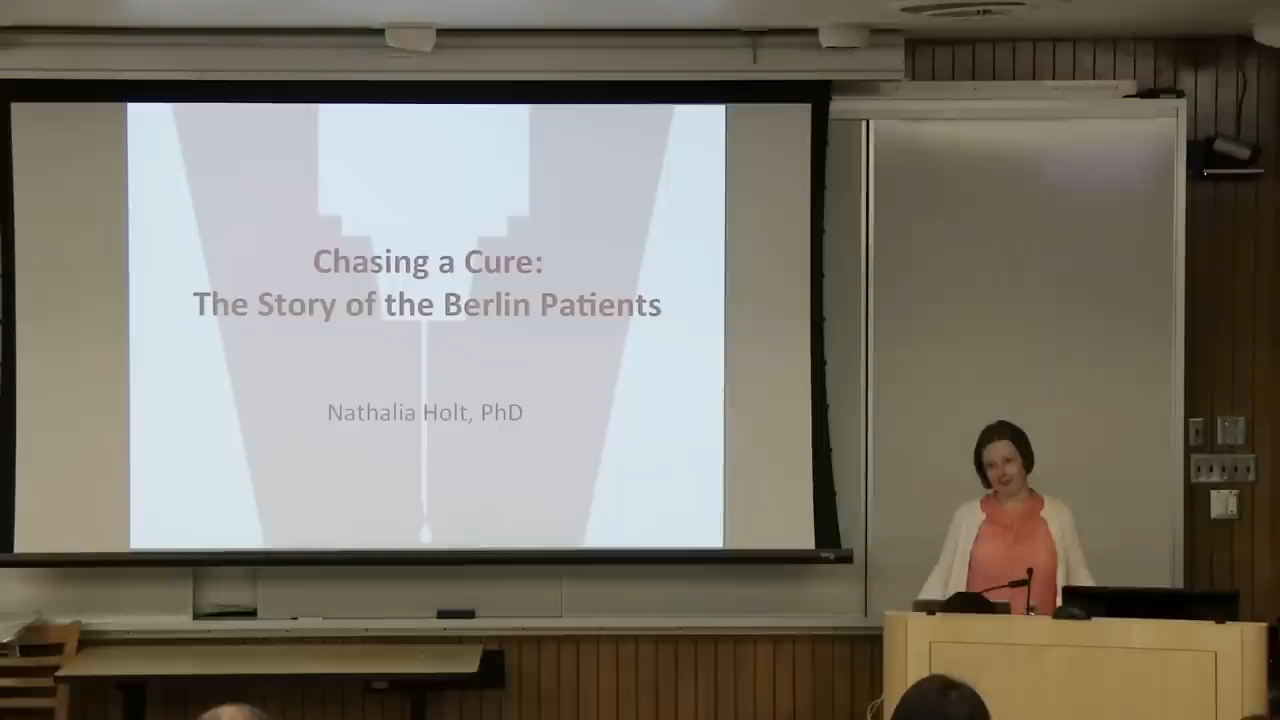 Chasing a Cure:
The Story of the Berlin Patients
Nathalia Holt, PhD